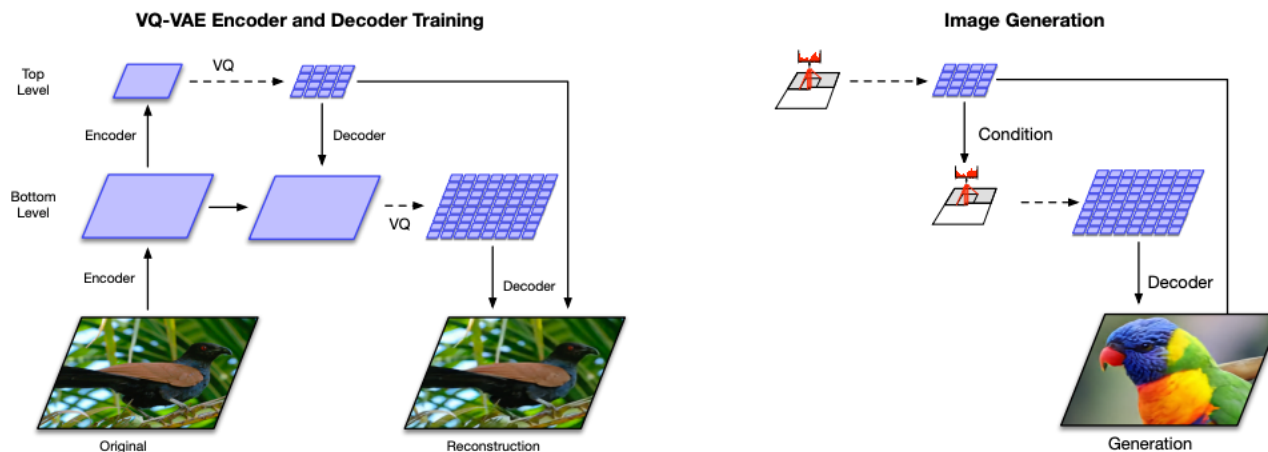 VQ-VAE Encoder and Decoder Training
Top
Level
VQ
Encoder
Decoder
Bottom
Level
VQ
Encoder
Decoder
Original
Reconstruction
Image Generation
Condition
Decoder
Generation